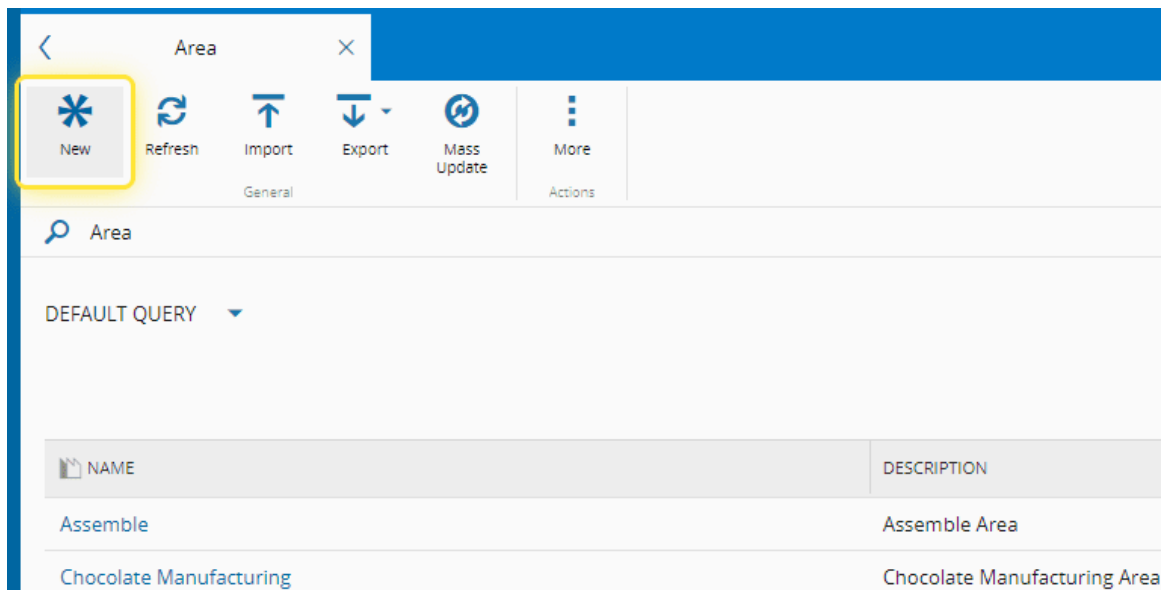 Area
New
Refresh
Import
Export
Mass
Update
More
General
Actions
Area
DEFAULT QUERY
NAME
DESCRIPTION
Assemble
Assemble Area
Chocolate Manufacturing
Chocolate Manufacturing Area